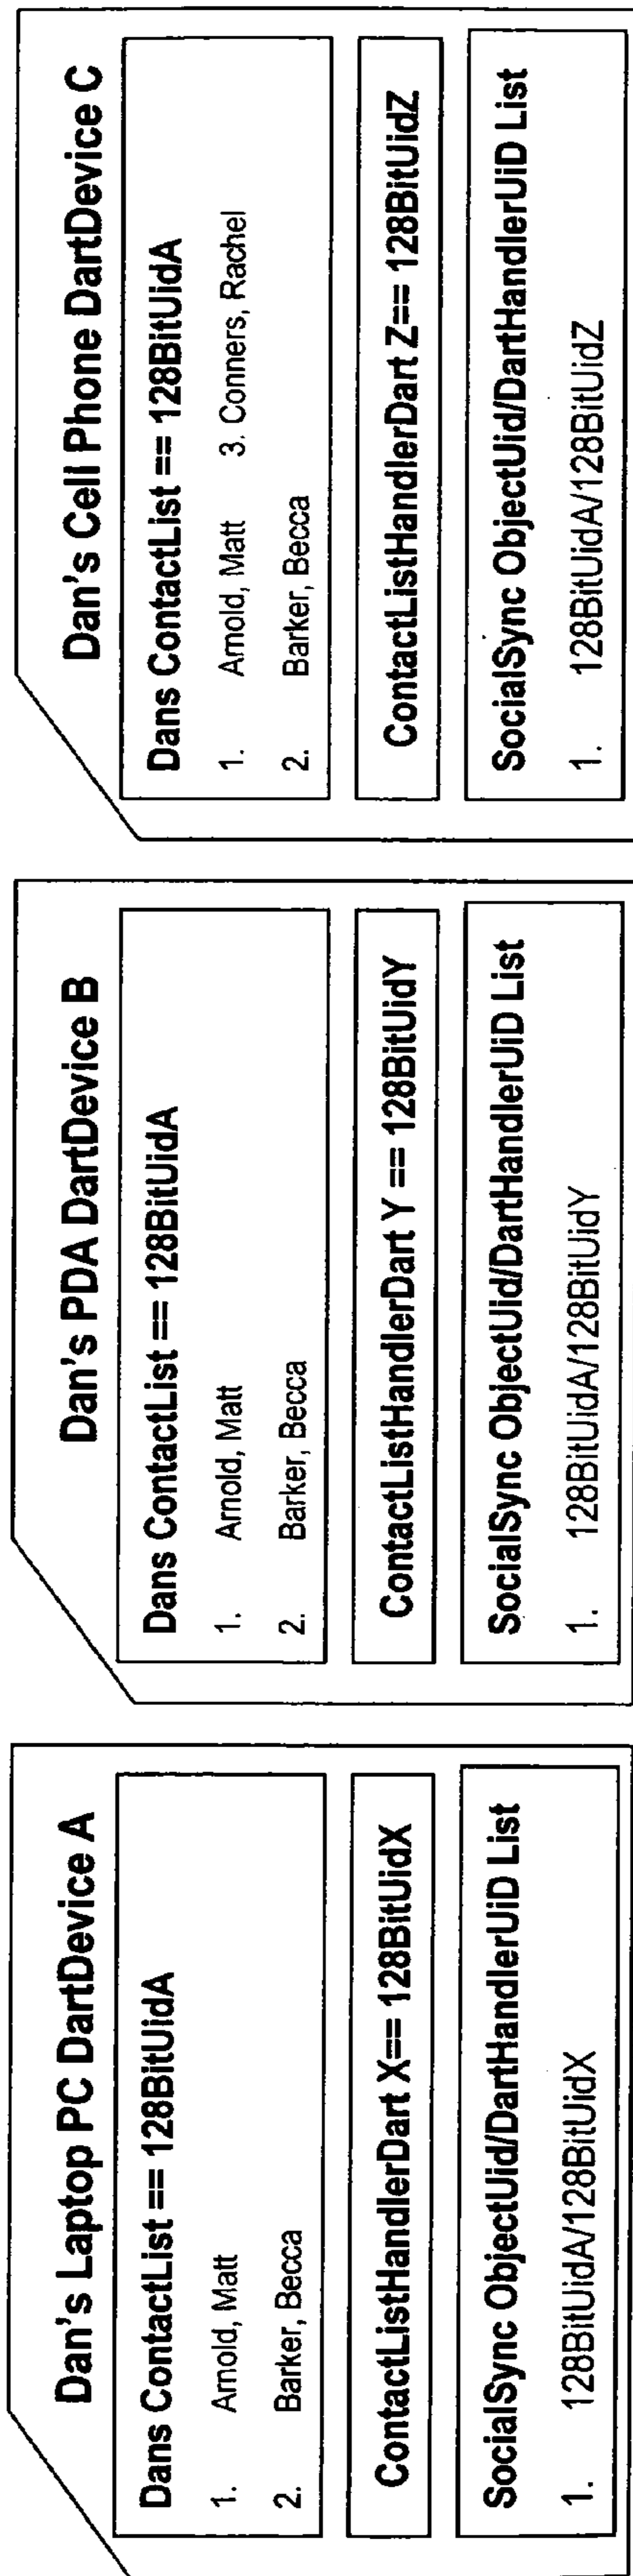 Dan's Laptop PC DartDevice A
Dans ContactList == 128BitUidA
1. Arnold, Matt
2. Barker, Becca
ContactListHandlerDart X== 128BitUidX
SocialSync ObjectUid/DartHandlerUiD List
1. 128BitUidA/128BitUidX
Dan's PDA DartDevice B
Dans ContactList == 128BitUidA
1. Arnold, Matt
2. Barker, Becca
ContactListHandlerDart Y == 128BitUidY
SocialSync ObjectUid/DartHandlerUiD List
1. 128BitUidA/128BitUidY
Dan's Cell Phone DartDevice C
Dans ContactList == 128BitUidA
1. Arnold, Matt 3. Conners, Rachel
2. Barker, Becca
ContactListHandlerDart Z== 128BitUidZ
SocialSync ObjectUid/DartHandlerUiD List
1. 128BitUidA/128BitUidZ